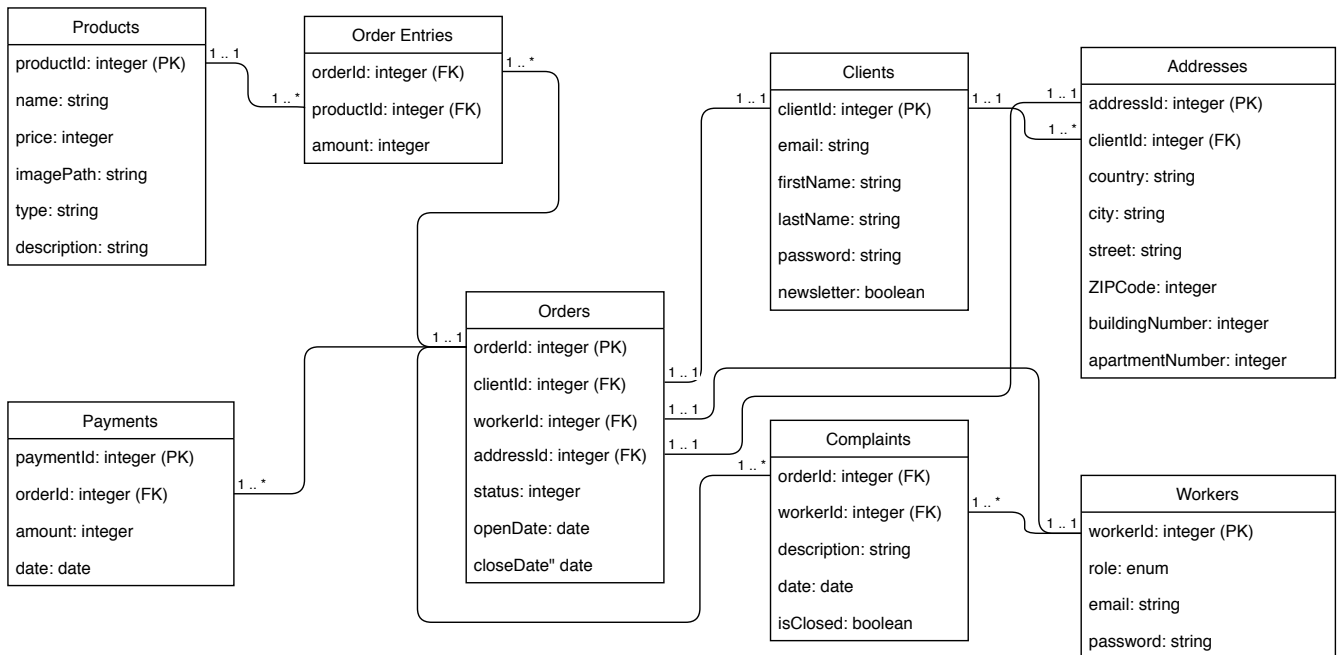 Products
productId: integer (PK)
name: string
price: integer
imagePath: string
type: string
description: string
1 .. 1
1 .. *
Order Entries
orderId: integer (FK)
productId: integer (FK)
amount: integer
1 .. *
Clients
clientId: integer (PK)
email: string
firstName: string
lastName: string
password: string
newsletter: boolean
1 .. 1
1 .. 1
1 .. 1
1 .. *
Addresses
addressId: integer (PK)
clientId: integer (FK)
country: string
city: string
street: string
ZIPCode: integer
buildingNumber: integer
apartmentNumber: integer
Orders
orderId: integer (PK)
clientId: integer (FK)
workerId: integer (FK)
addressId: integer (FK)
status: integer
openDate: date
closeDate" date
1 .. 1
1 .. 1
1 .. 1
1 .. 1
Payments
paymentId: integer (PK)
orderId: integer (FK)
amount: integer
date: date
1 .. *
Complaints
orderId: integer (FK)
workerId: integer (FK)
description: string
date: date
isClosed: boolean
1 .. *
1 .. *
1 .. 1
Workers
workerId: integer (PK)
role: enum
email: string
password: string